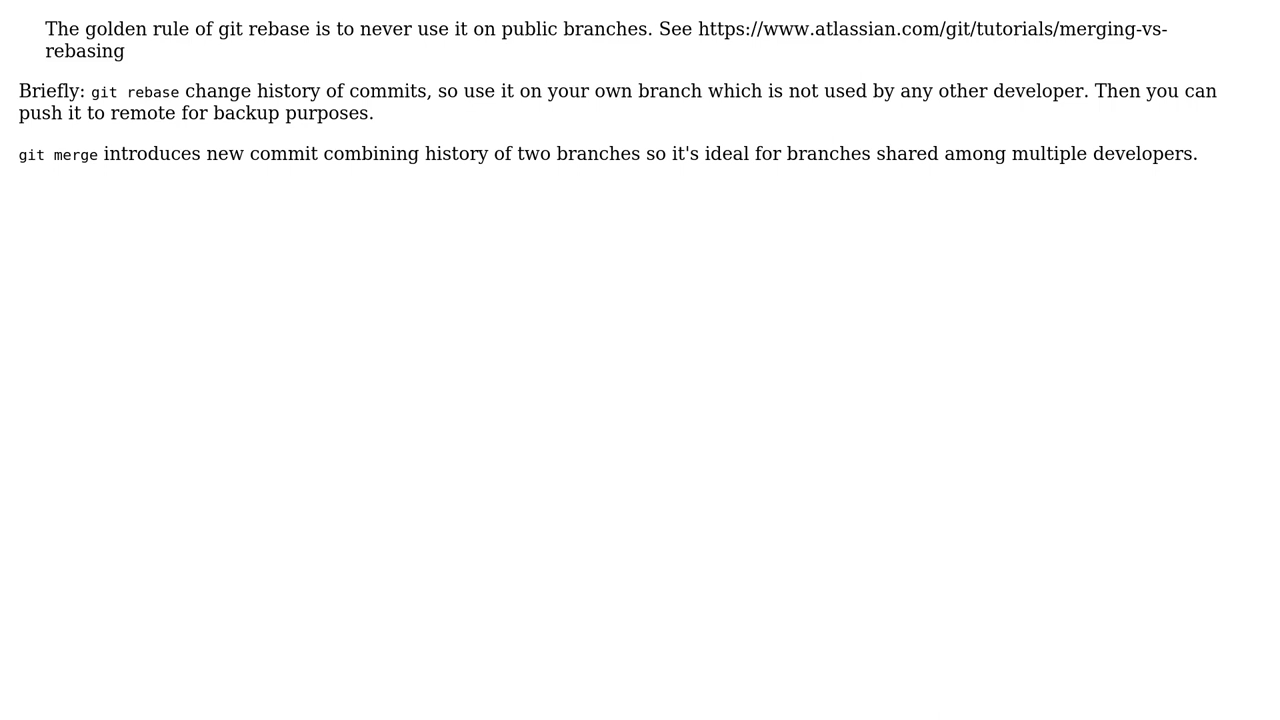 The golden rule of git rebase is to never use it on public branches. See https://www.atlassian.com/git/tutorials/merging-vs-
rebasing
Briefly: git rebase change history of commits, so use it on your own branch which is not used by any other developer. Then you can
push it to remote for backup purposes.
git merge introduces new commit combining history of two branches so it's ideal for branches shared among multiple developers.